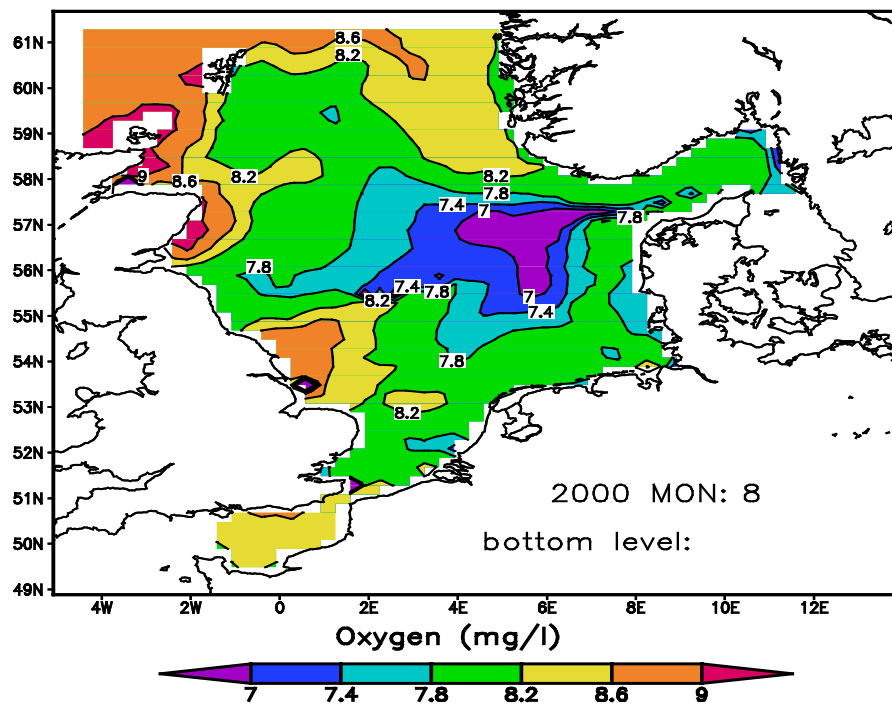 61N
60N
59N
58N
57N
56N
55N
54N
53N
52N
51N
50N
49N
8.6
8.2
8.2
8.6
9
8.2
7.8
7.4
7
7.8
7.8
7.4
8.2
7.8
7
7.4
7.8
8.2
2000 MON: 8
bottom level:
4W 2W 0 2E 4E 6E 8E 10E 12E
Oxygen (mg/l)
7 7.4 7.8 8.2 8.6 9